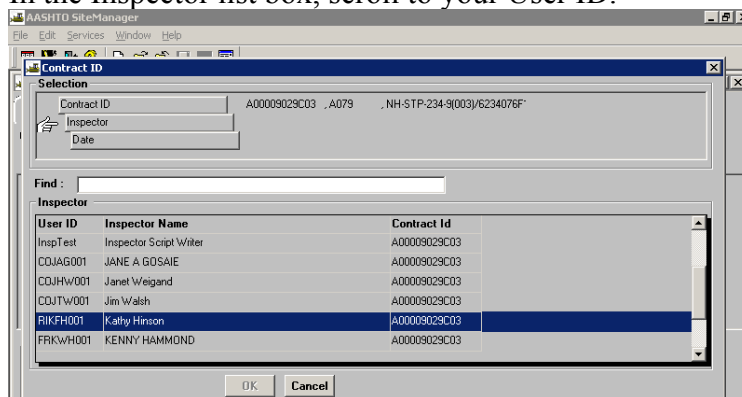 In the Inspector list box, scroll to your User ID.
AASHTO SiteManager
File Edit Services Window Help
Contract ID
Selection
Contract ID A00009029C03 , A079 , NH-STP-234-9(003)/6234076F*
Inspector
Date
Find :
Inspector
User ID Inspector Name Contract Id
InspTest Inspector Script Writer A00009029C03
COJAG001 JANE A GOSAIE A00009029C03
COJHW001 Janet Weigand A00009029C03
COJTW001 Jim Walsh A00009029C03
RIKFH001 Kathy Hinson A00009029C03
FRKWH001 KENNY HAMMOND A00009029C03
OK Cancel